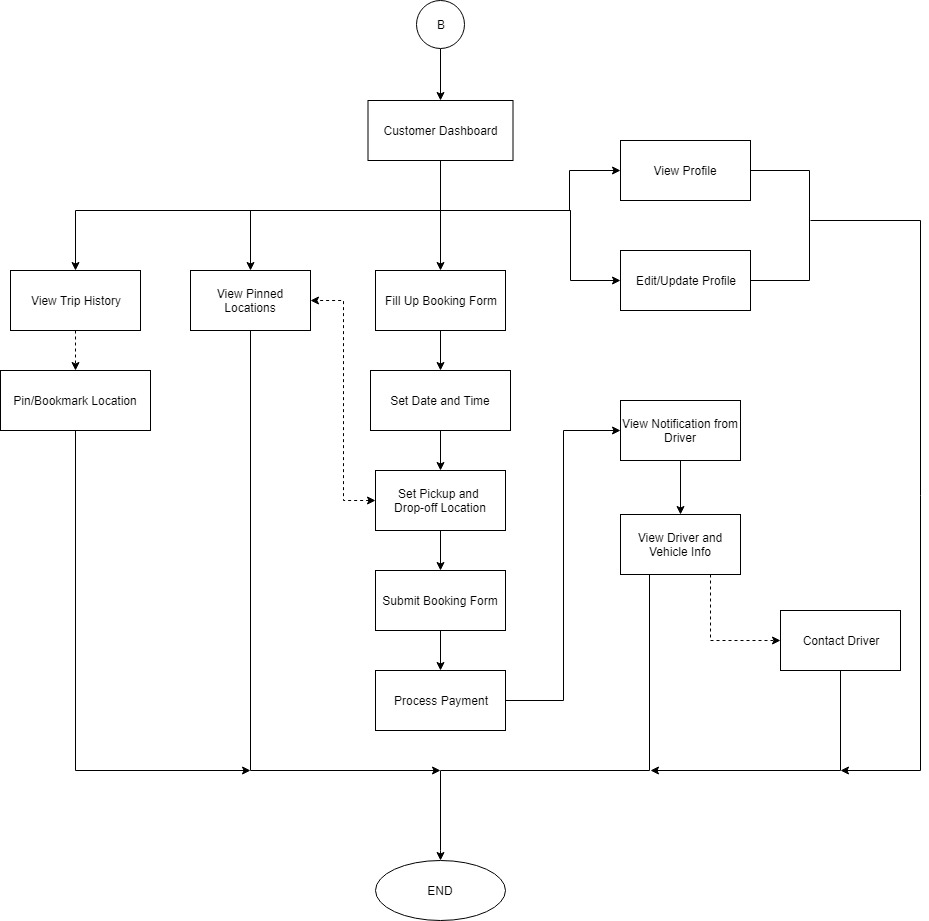 B
Customer Dashboard
View Profile
Edit/Update Profile
View Trip History
View Pinned
Locations
Fill Up Booking Form
Pin/Bookmark Location
Set Date and Time
View Notification from
Driver
Set Pickup and
Drop-off Location
View Driver and
Vehicle Info
Submit Booking Form
Contact Driver
Process Payment
END